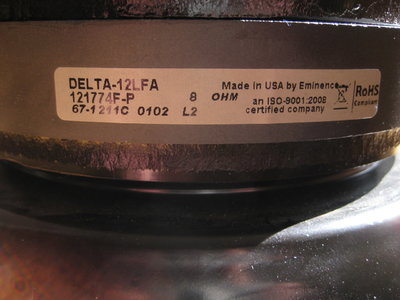 DELTA-12LFA
121774F-P 8 OHM
67-1211C 0102 L2
Made in USA by Eminence
an ISO-9001:2008
certified company
RoHS
Compliant